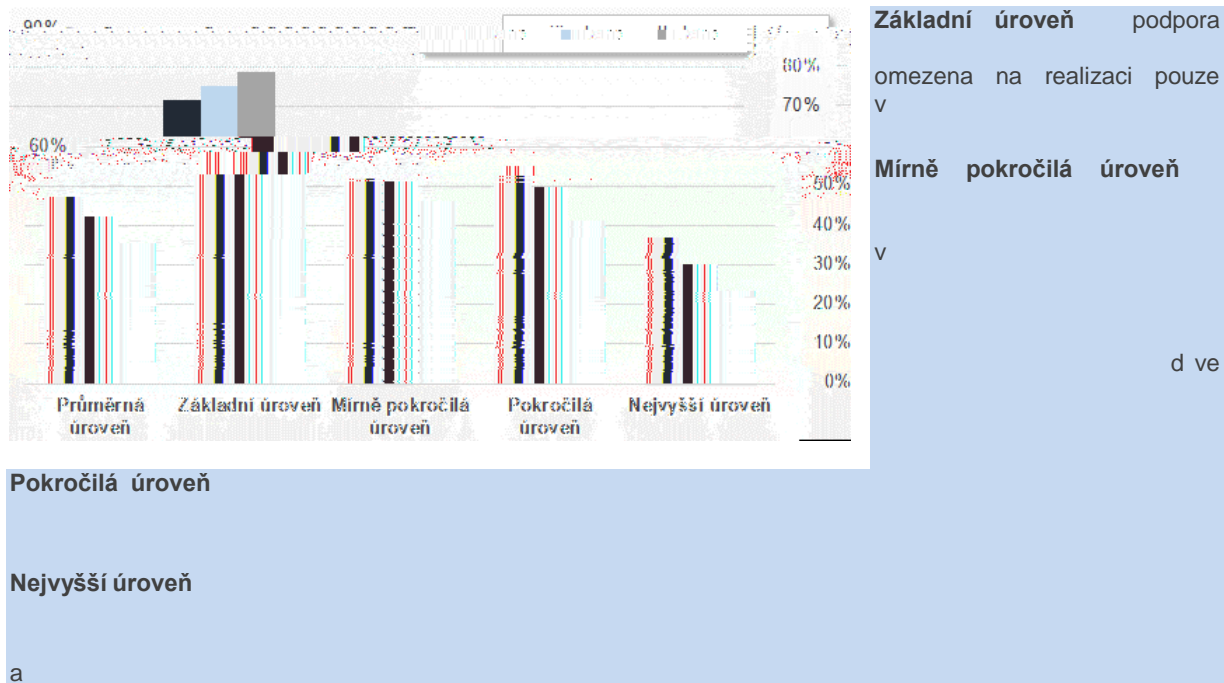 90%
80%
70%
60%
50%
40%
30%
20%
10%
0%
Průměrná úroveň
Základní úroveň
Mírně pokročilá úroveň
Pokročilá úroveň
Nejvyšší úroveň
Základní úroveň podpora
omezena na realizaci pouze
v
Mírně pokročilá úroveň
v
d ve
Pokročilá úroveň
Nejvyšší úroveň
a